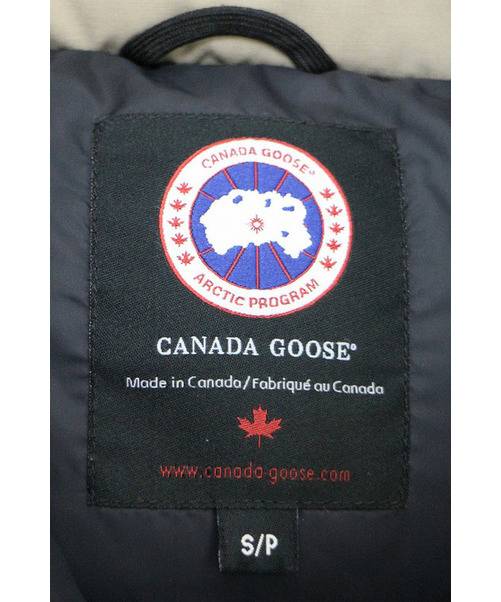 CANADA GOOSE®
ARCTIC PROGRAM
CANADA GOOSE®
Made in Canada/Fabriqué au Canada
www.canada-goose.com
S/P